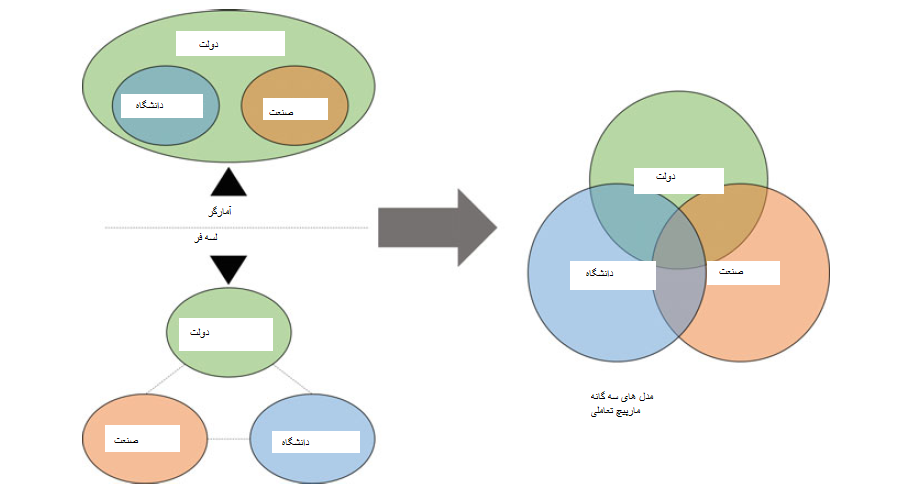 دولت
دانشگاه
صنعت
آمارگر
لسه فر
دولت
صنعت
دانشگاه
دولت
دانشگاه
صنعت
مدل های سه گانه
مارپیچ تعاملی